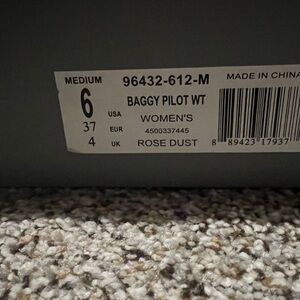 MEDIUM 96432-612-M MADE IN CHINA
6 USA BAGGY PILOT WT
37 EUR WOMEN'S
4500337445
4 UK ROSE DUST 8 89423 17937